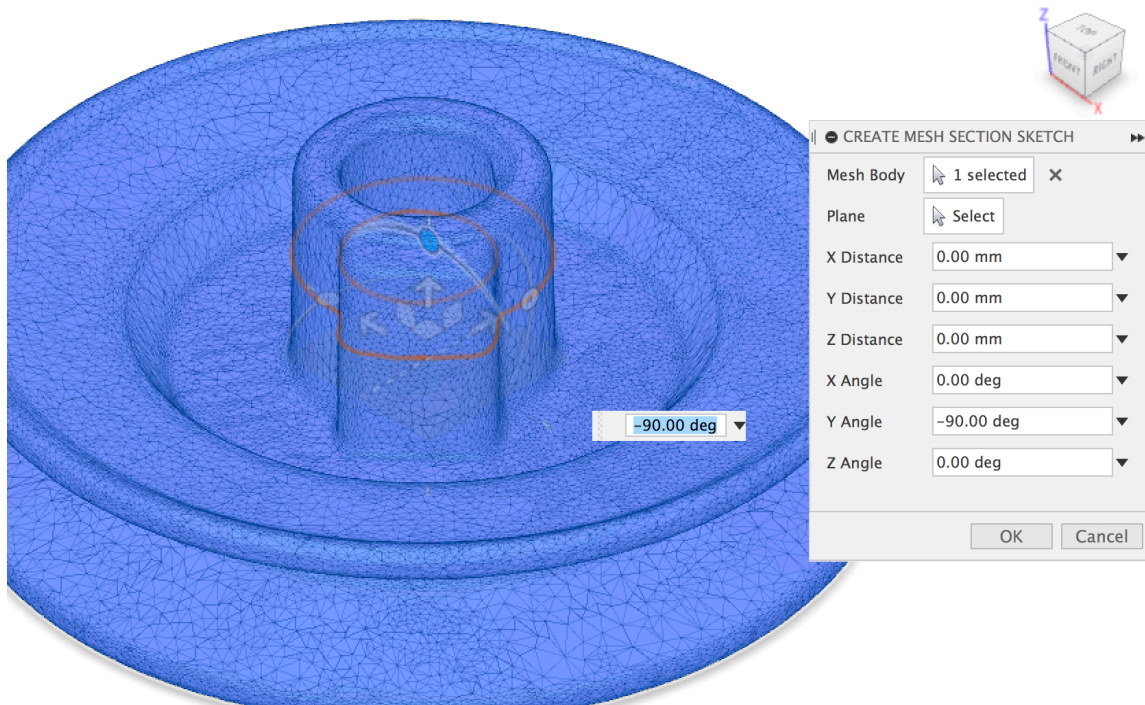 Z
TOP
FRONT
RIGHT
X
CREATE MESH SECTION SKETCH
Mesh Body 1 selected
Plane Select
X Distance 0.00 mm
Y Distance 0.00 mm
Z Distance 0.00 mm
X Angle 0.00 deg
-90.00 deg
Y Angle -90.00 deg
Z Angle 0.00 deg
OK Cancel